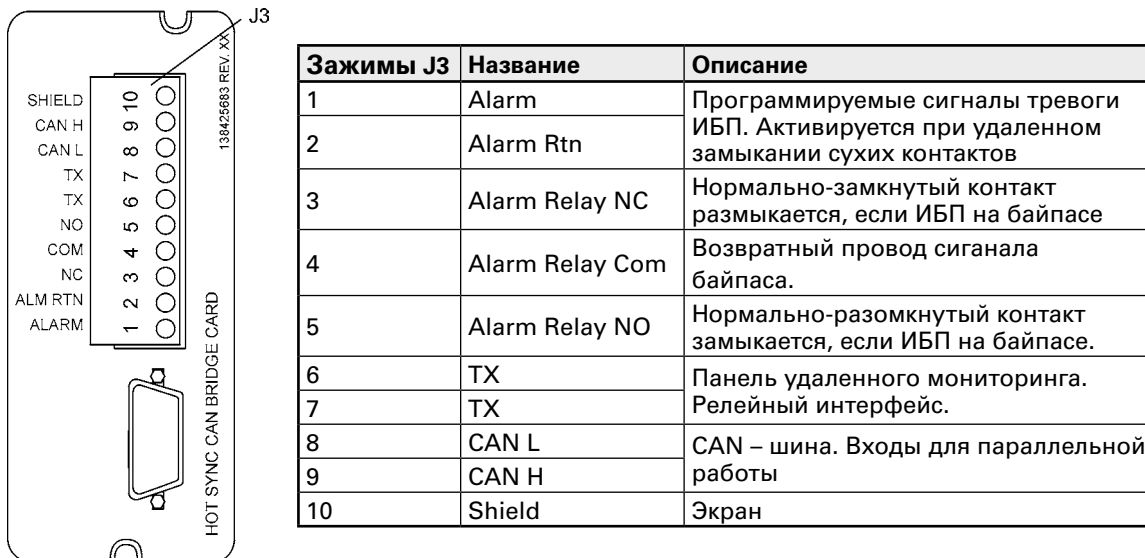 J3
138425683 REV. XX
SHIELD 10
CAN H 9
CAN L 8
TX 7
TX 6
NO 5
COM 4
NC 3
ALM RTN 2
ALARM 1
HOT SYNC CAN BRIDGE CARD
Зажимы J3 Название Описание
1 Alarm Программируемые сигналы тревоги
ИБП. Активируется при удаленном
2 Alarm Rtn замыкании сухих контактов
3 Alarm Relay NC Нормально-замкнутый контакт
размыкается, если ИБП на байпасе
4 Alarm Relay Com Возвратный провод сиганала
байпаса.
5 Alarm Relay NO Нормально-разомкнутый контакт
замыкается, если ИБП на байпасе.
6 TX Панель удаленного мониторинга.
7 TX Релейный интерфейс.
8 CAN L CAN – шина. Входы для параллельной
9 CAN H работы
10 Shield Экран